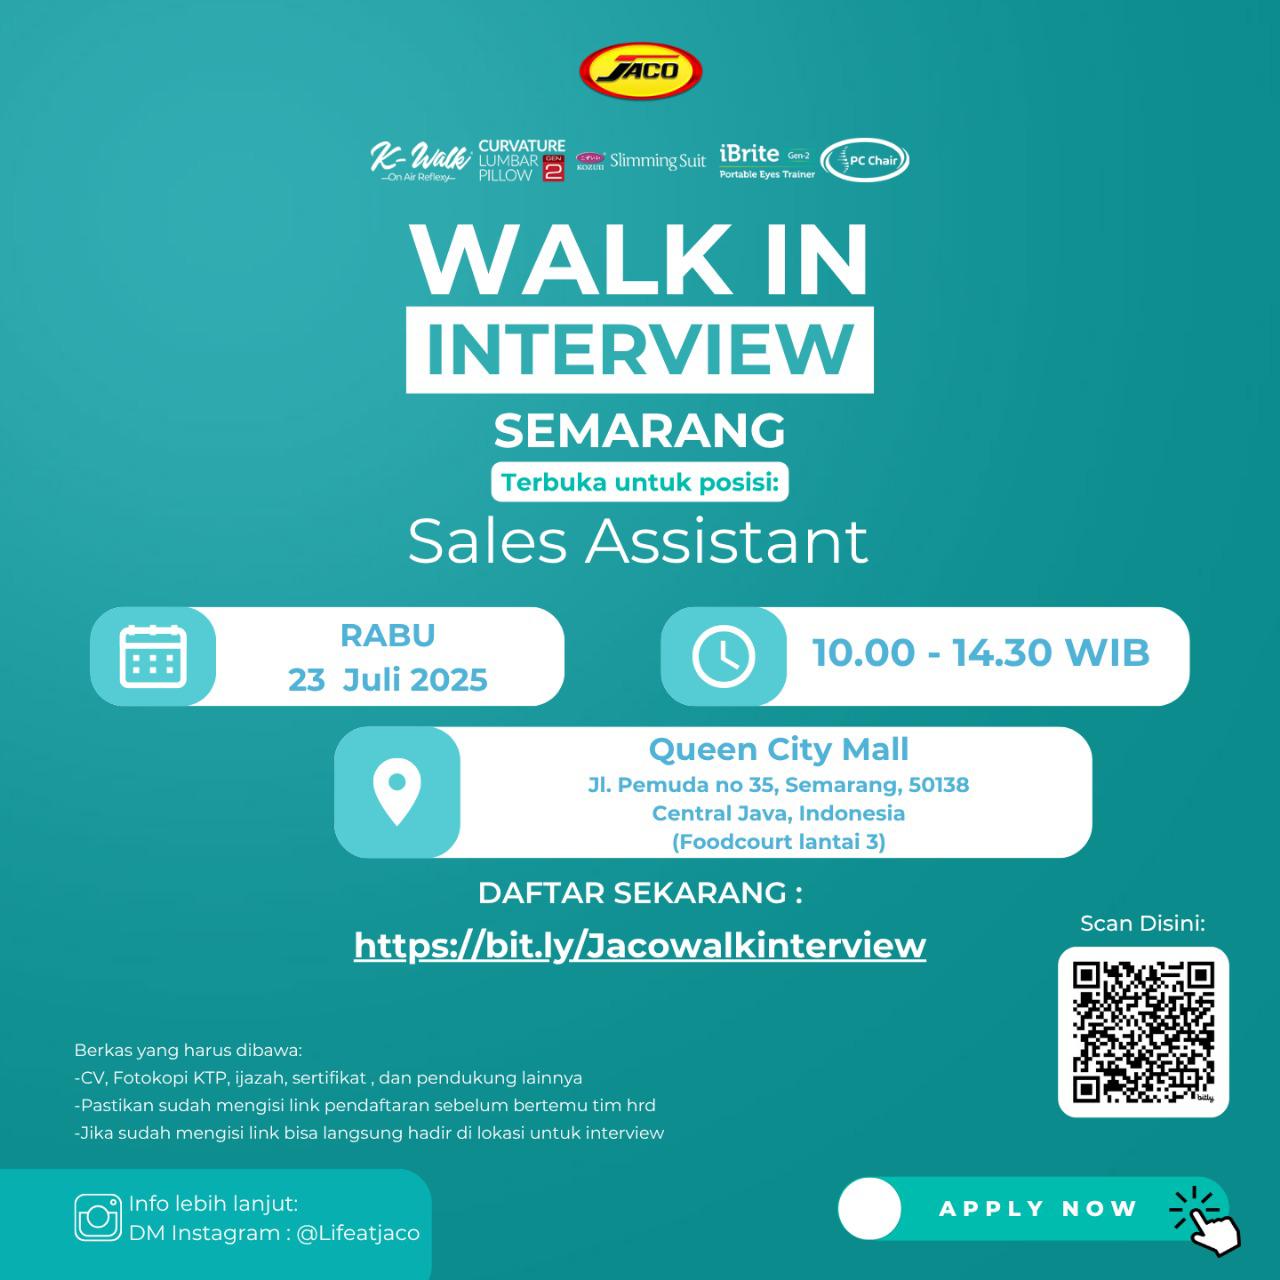 JACO
K-Walk
On Air Reflexy
CURVATURE
LUMBAR
PILLOW
GEN
2
KOZUII
Slimming Suit
iBrite Gen-2
Portable Eyes Trainer
PC Chair
WALK IN
INTERVIEW
SEMARANG
Terbuka untuk posisi:
Sales Assistant
RABU
23 Juli 2025
10.00 - 14.30 WIB
Queen City Mall
Jl. Pemuda no 35, Semarang, 50138
Central Java, Indonesia
(Foodcourt lantai 3)
DAFTAR SEKARANG :
https://bit.ly/Jacowalkinterview
Scan Disini:
bitly
Berkas yang harus dibawa:
-CV, Fotokopi KTP, ijazah, sertifikat , dan pendukung lainnya
-Pastikan sudah mengisi link pendaftaran sebelum bertemu tim hrd
-Jika sudah mengisi link bisa langsung hadir di lokasi untuk interview
Info lebih lanjut:
DM Instagram : @Lifeatjaco
APPLY NOW